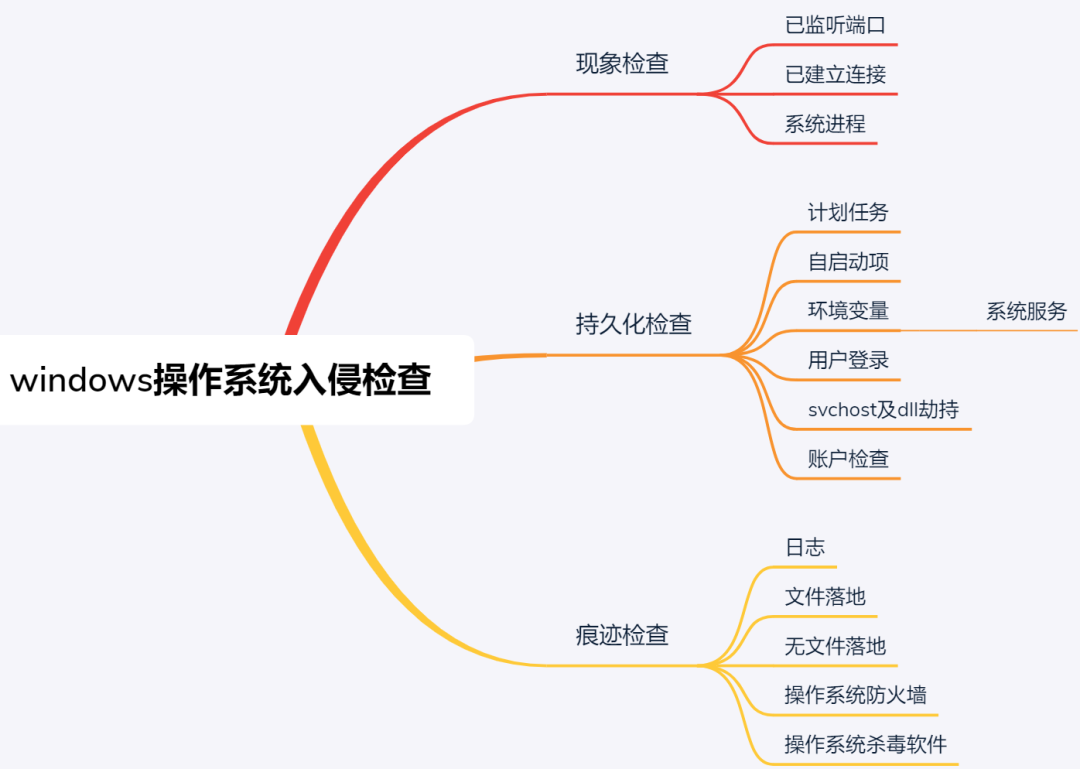 windows操作系统入侵检查
现象检查
已监听端口
已建立连接
系统进程
持久化检查
计划任务
自启动项
环境变量
系统服务
用户登录
svchost及dll劫持
账户检查
痕迹检查
日志
文件落地
无文件落地
操作系统防火墙
操作系统杀毒软件